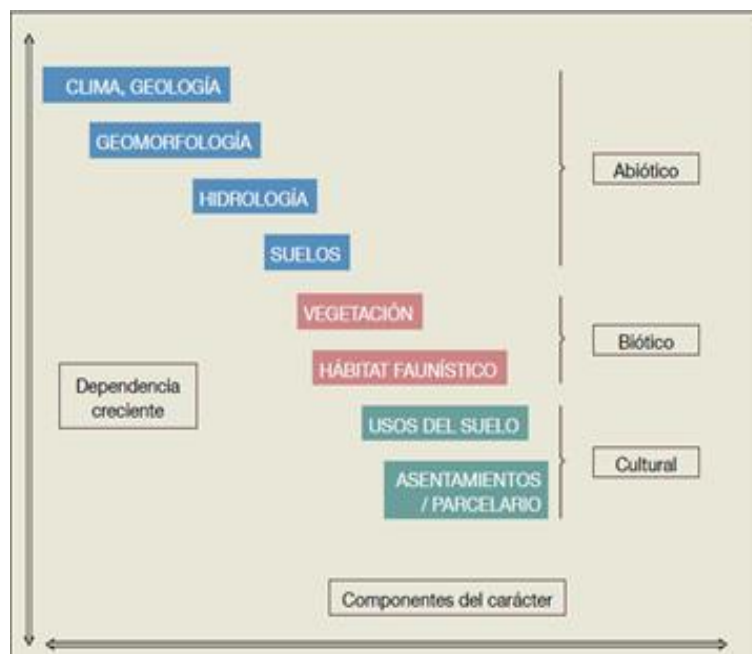 CLIMA, GEOLOGÍA
GEOMORFOLOGÍA
HIDROLOGÍA
SUELOS
Abiótico
VEGETACIÓN
HÁBITAT FAUNÍSTICO
Biótico
Dependencia
creciente
USOS DEL SUELO
ASENTAMIENTOS
/ PARCELARIO
Cultural
Componentes del carácter